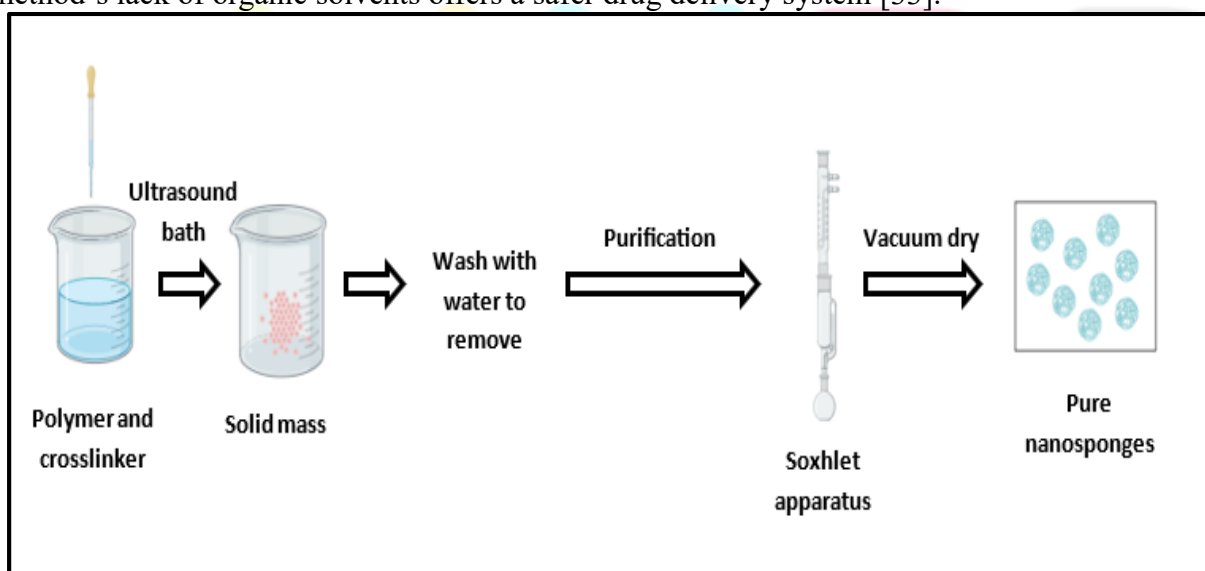 method's lack of organic solvents offers a safer drug delivery system [33].
Ultrasound
bath
Polymer and
crosslinker
Solid mass
Wash with
water to
remove
Purification
Soxhlet
apparatus
Vacuum dry
Pure
nanosponges